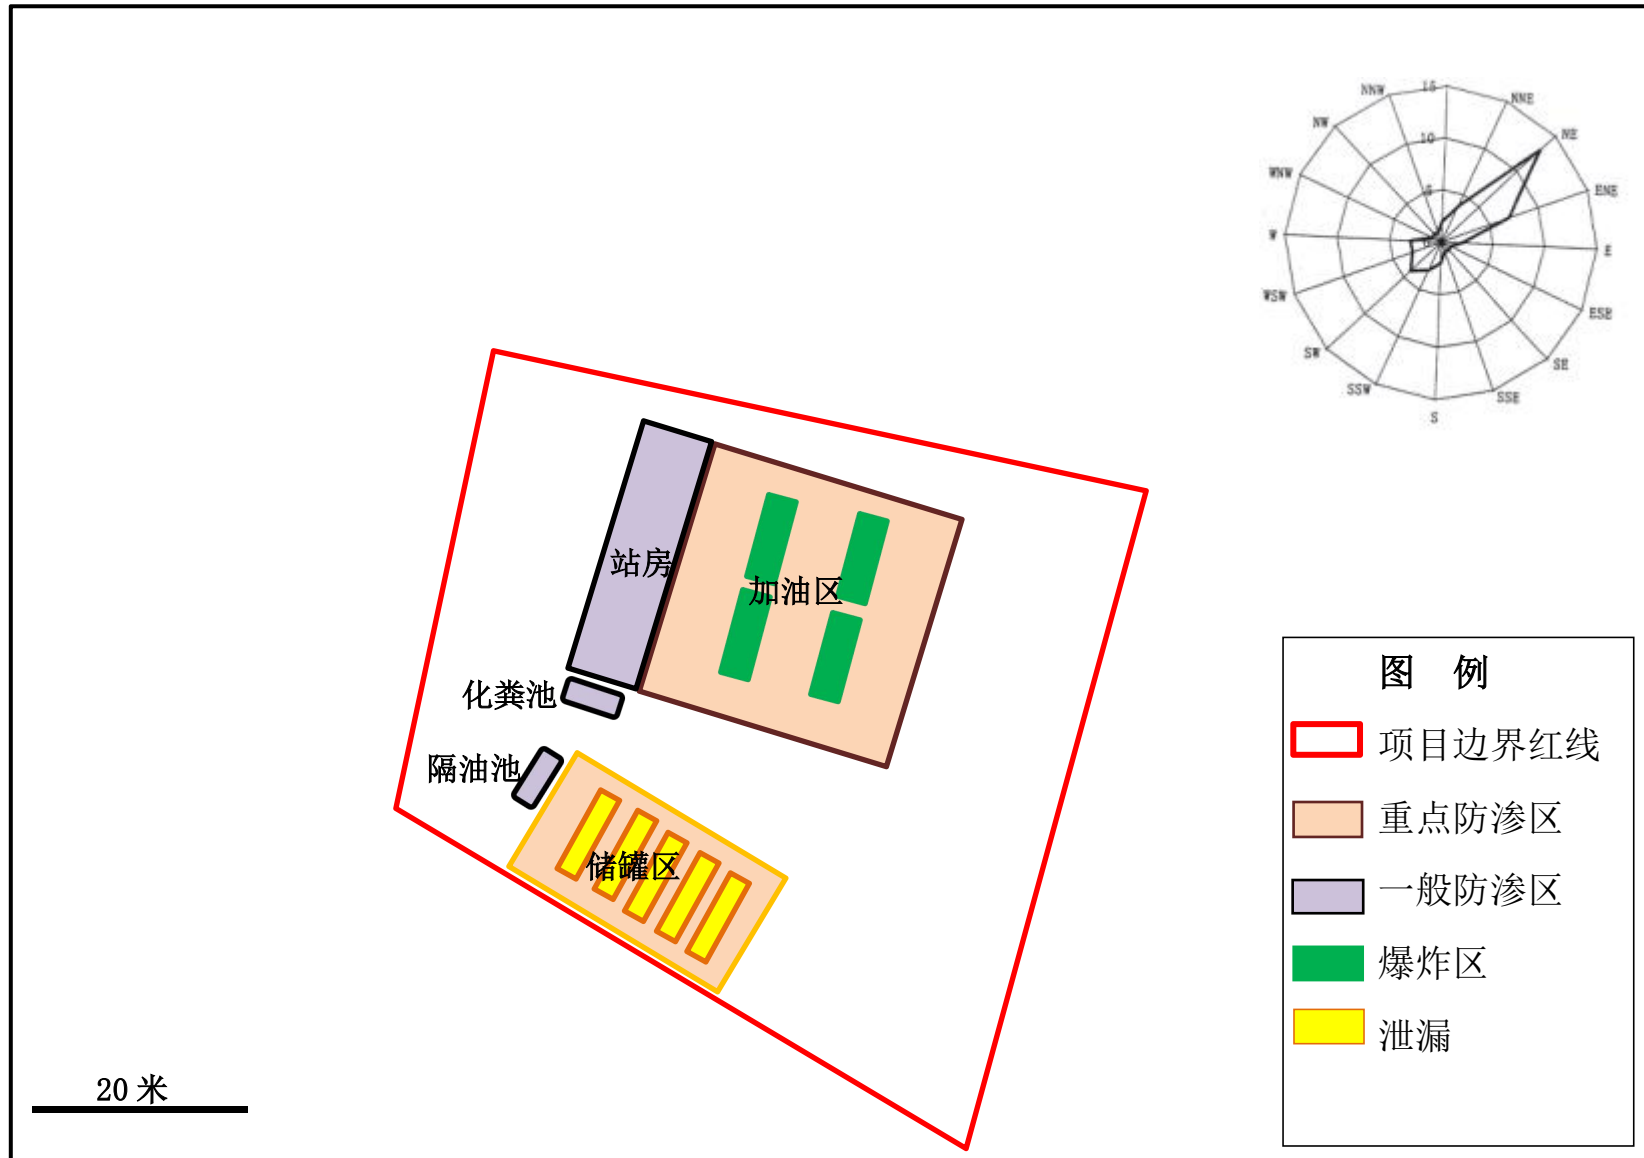 15
NNW
NNE
NW
NE
10
WNW
5
ENE
W
E
WSW
ESE
SW
SE
SSW
SSE
S
站房
加油区
化粪池
隔油池
储罐区
图 例
项目边界红线
重点防渗区
一般防渗区
爆炸区
泄漏
20 米